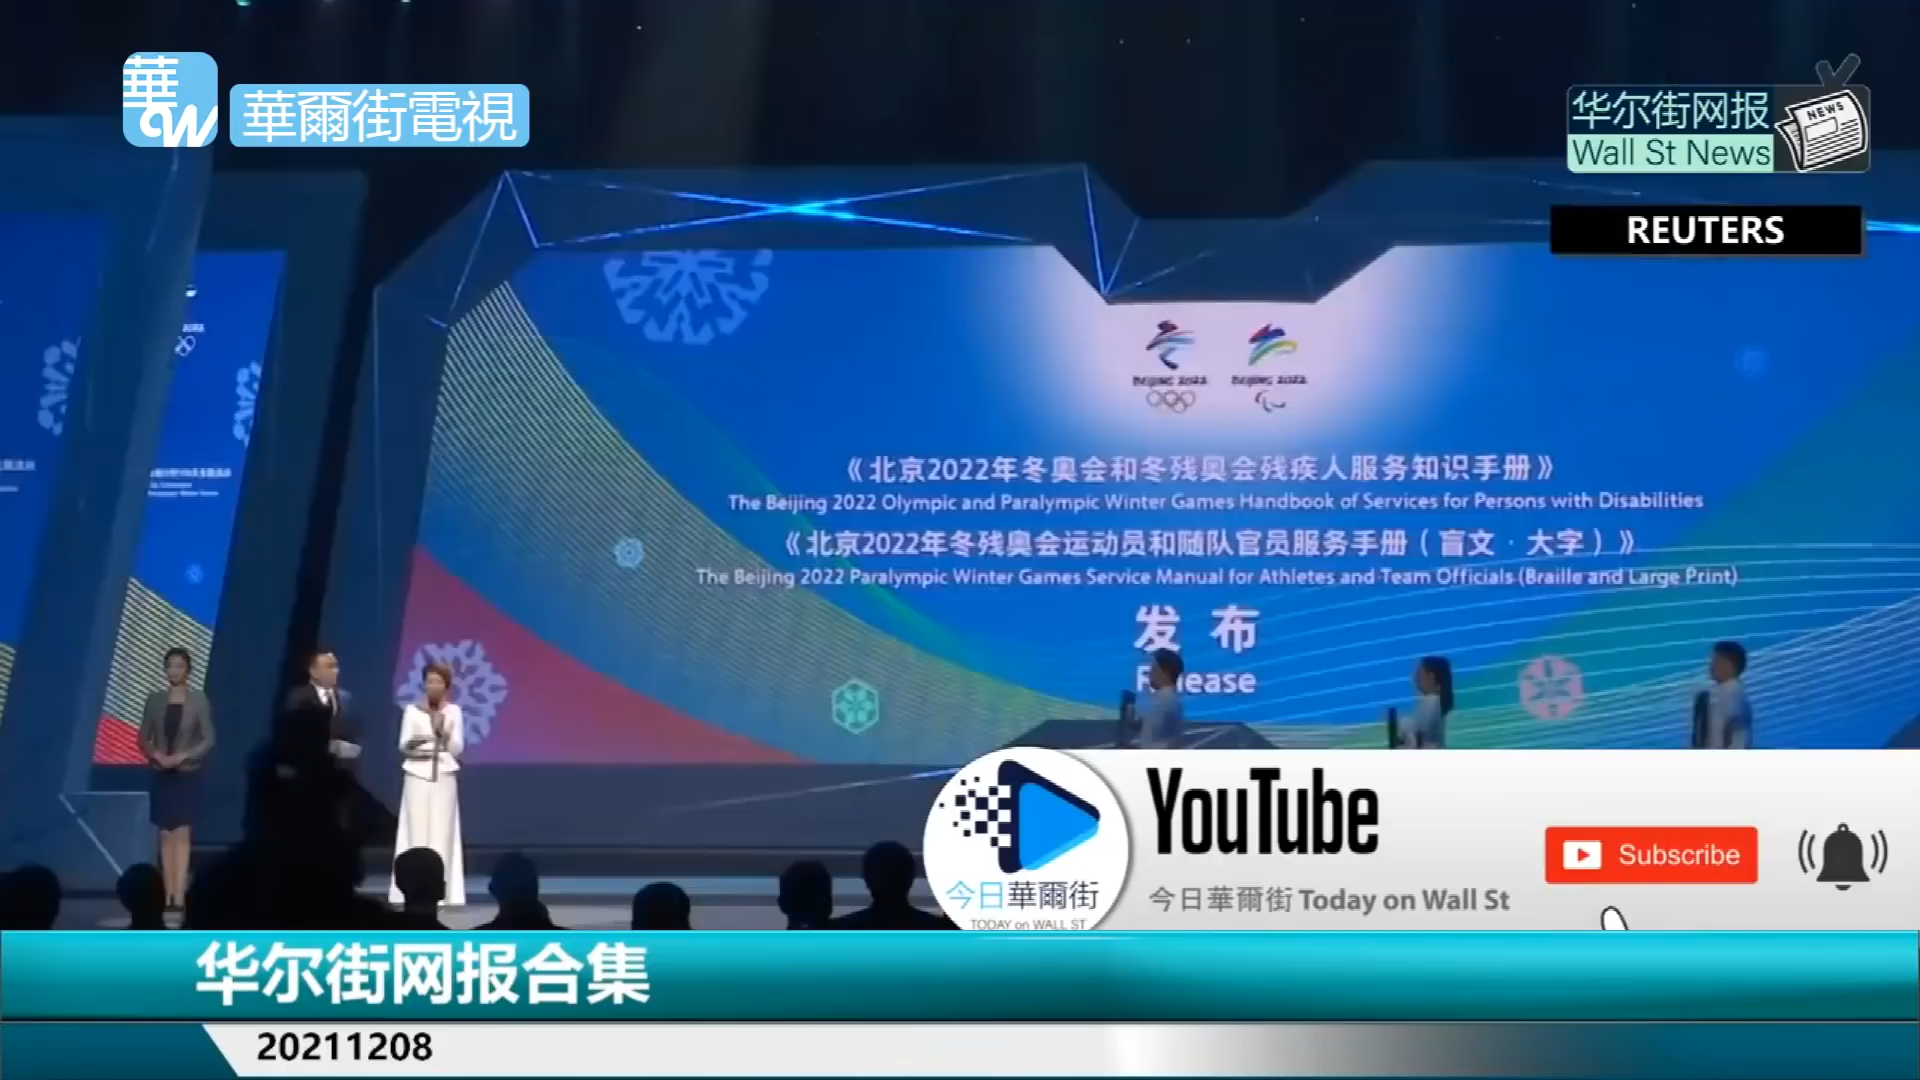 華
W
華爾街電視
华尔街网报
Wall St News
NEWS
REUTERS
BEIJING 2022
BEIJING 2022
《北京2022年冬奥会和冬残奥会残疾人服务知识手册》
The Beijing 2022 Olympic and Paralympic Winter Games Handbook of Services for Persons with Disabilities
《北京2022年冬残奥会运动员和随队官员服务手册（盲文·大字）》
The Beijing 2022 Paralympic Winter Games Service Manual for Athletes and Team Officials (Braille and Large Print)
发布
YouTube
Subscribe
今日華爾街 Today on Wall St
今日華爾街
TODAY on WALL ST
华尔街网报合集
20211208